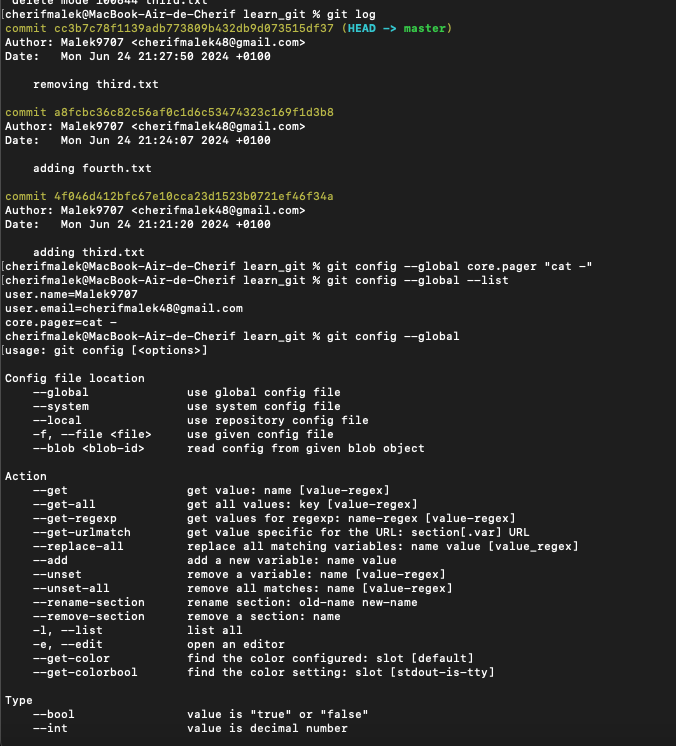 delete mode 100644 third.txt
[cherifmalek@MacBook-Air-de-Cherif learn_git % git log
commit cc3b7c78f1139adb773809b432db9d073515df37 (HEAD -> master)
Author: Malek9707 <cherifmalek48@gmail.com>
Date:   Mon Jun 24 21:27:50 2024 +0100
removing third.txt
commit a8fcbc36c82c56af0c1d6c53474323c169f1d3b8
Author: Malek9707 <cherifmalek48@gmail.com>
Date:   Mon Jun 24 21:24:07 2024 +0100
adding fourth.txt
commit 4f046d412bfc67e10cca23d1523b0721ef46f34a
Author: Malek9707 <cherifmalek48@gmail.com>
Date:   Mon Jun 24 21:21:20 2024 +0100
adding third.txt
[cherifmalek@MacBook-Air-de-Cherif learn_git % git config --global core.pager "cat -"
[cherifmalek@MacBook-Air-de-Cherif learn_git % git config --global --list
user.name=Malek9707
user.email=cherifmalek48@gmail.com
core.pager=cat -
cherifmalek@MacBook-Air-de-Cherif learn_git % git config --global
[usage: git config [<options>]
Config file location
--global              use global config file
--system              use system config file
--local               use repository config file
-f, --file <file>     use given config file
--blob <blob-id>      read config from given blob object
Action
--get                 get value: name [value-regex]
--get-all             get all values: key [value-regex]
--get-regexp          get values for regexp: name-regex [value-regex]
--get-urlmatch        get value specific for the URL: section[.var] URL
--replace-all         replace all matching variables: name value [value_regex]
--add                 add a new variable: name value
--unset               remove a variable: name [value-regex]
--unset-all           remove all matches: name [value-regex]
--rename-section      rename section: old-name new-name
--remove-section      remove a section: name
-l, --list            list all
-e, --edit            open an editor
--get-color           find the color configured: slot [default]
--get-colorbool       find the color setting: slot [stdout-is-tty]
Type
--bool                value is "true" or "false"
--int                 value is decimal number